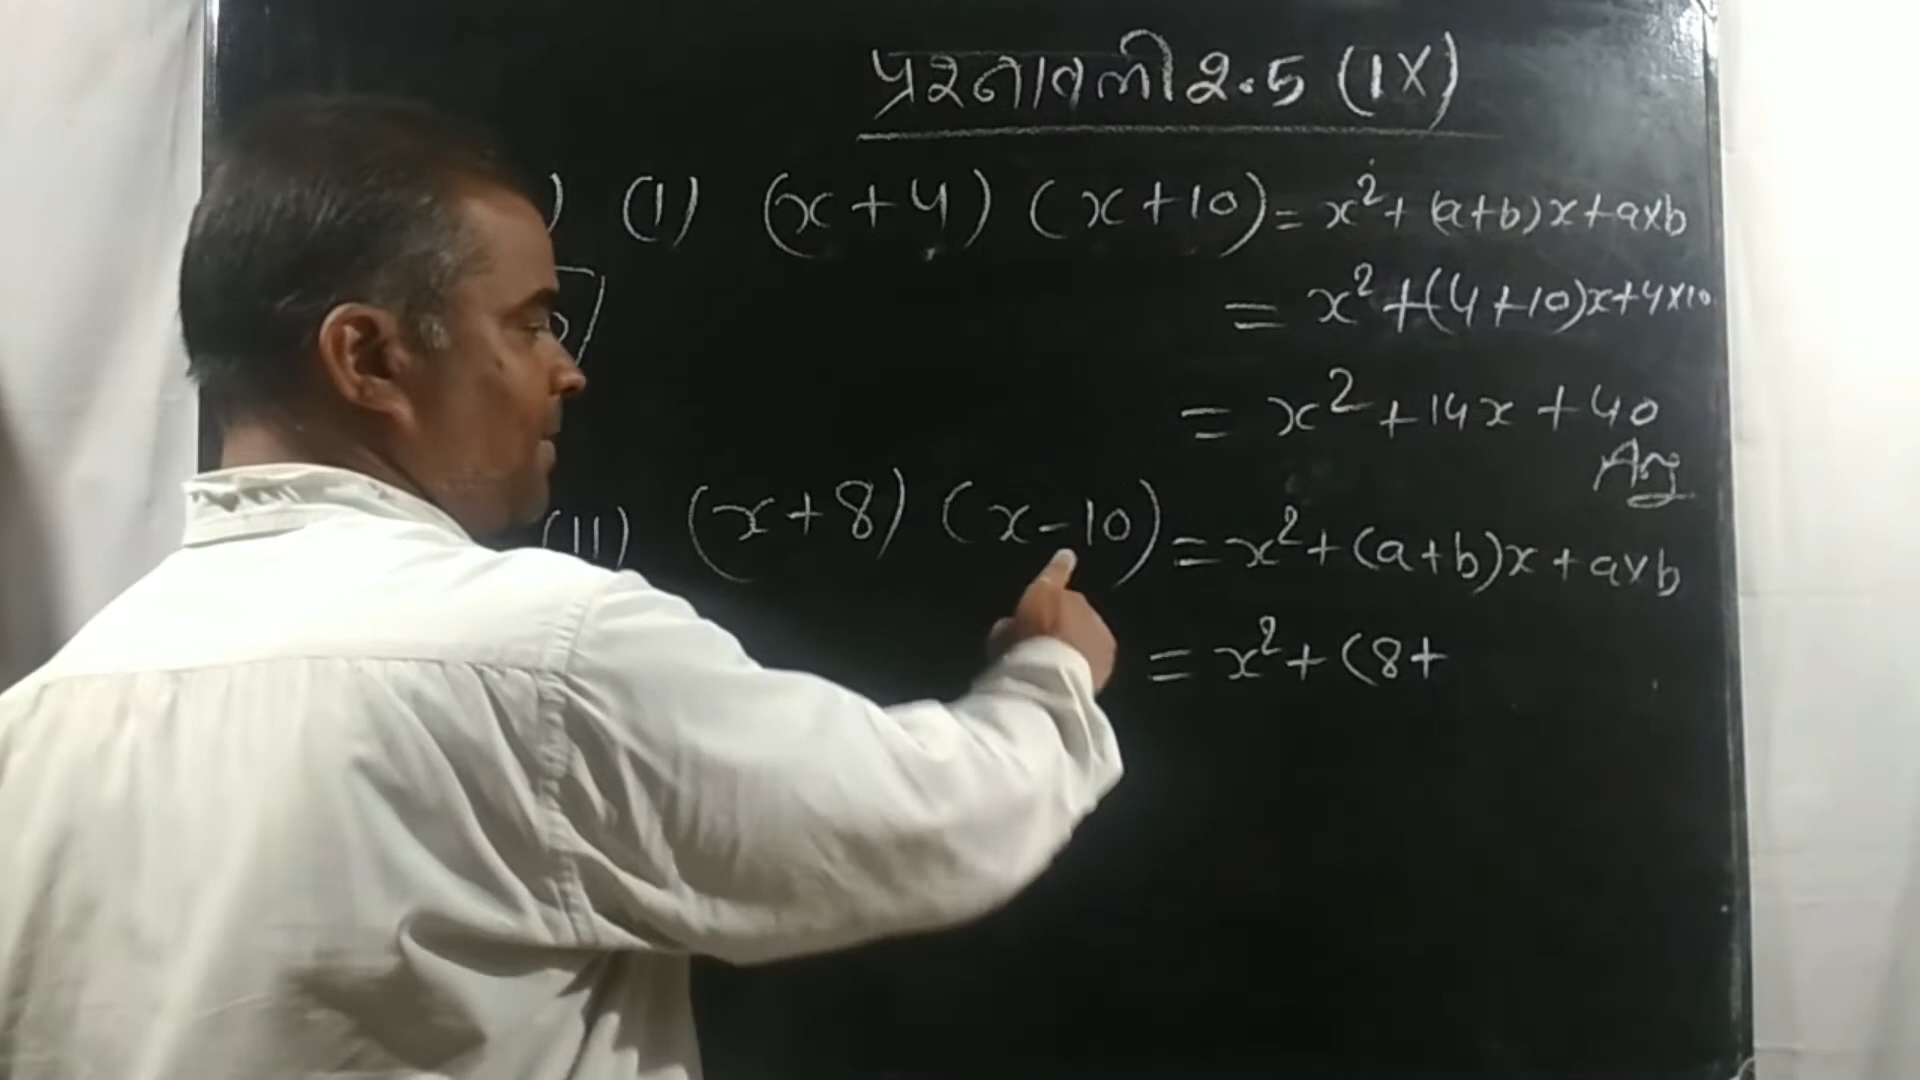 प्रश्नावली 2.5 (IX)
) (I) (x+4) (x+10) = x²+ (a+b)x+a×b
= x²+(4+10)x+4×10
= x²+14x+40
Ans
(II) (x+8) (x-10) = x²+(a+b)x+a×b
= x²+(8+